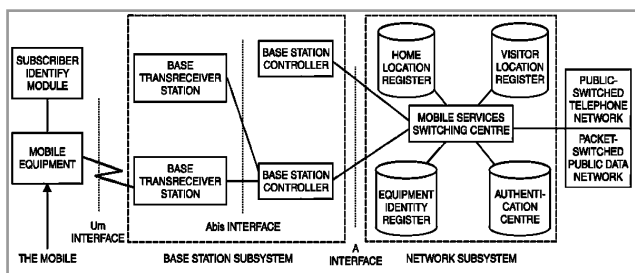 SUBSCRIBER
IDENTIFY
MODULE
MOBILE
EQUIPMENT
THE MOBILE
Um
INTERFACE
BASE
TRANSRECEIVER
STATION
BASE
TRANSRECEIVER
STATION
Abis INTERFACE
BASE STATION
CONTROLLER
BASE STATION
CONTROLLER
BASE STATION SUBSYSTEM
A
INTERFACE
HOME
LOCATION
REGISTER
VISITOR
LOCATION
REGISTER
MOBILE SERVICES
SWITCHING CENTRE
EQUIPMENT
IDENTITY
REGISTER
AUTHENTI-
CATION
CENTRE
NETWORK SUBSYSTEM
PUBLIC-
SWITCHED
TELEPHONE
NETWORK
PACKET-
SWITCHED
PUBLIC DATA
NETWORK